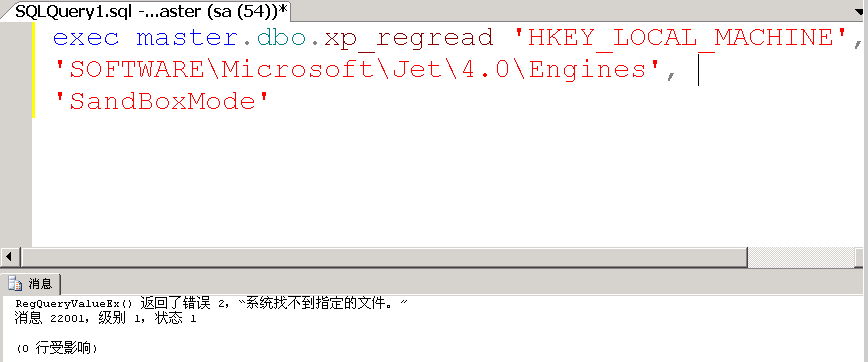 SQLQuery1.sql -...aster (sa (54))*
exec master.dbo.xp_regread 'HKEY_LOCAL_MACHINE',
'SOFTWARE\Microsoft\Jet\4.0\Engines',
'SandBoxMode'
消息
RegQueryValueEx() 返回了错误 2，“系统找不到指定的文件。”
消息 22001，级别 1，状态 1
(0 行受影响)